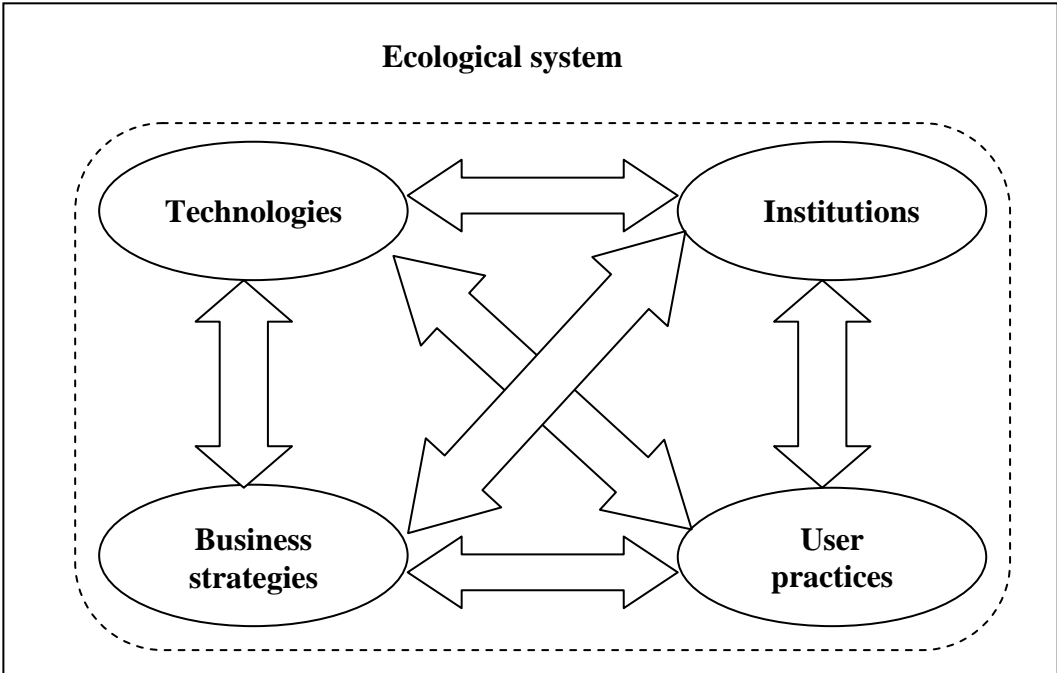 Ecological system
Technologies
Institutions
Business
strategies
User
practices